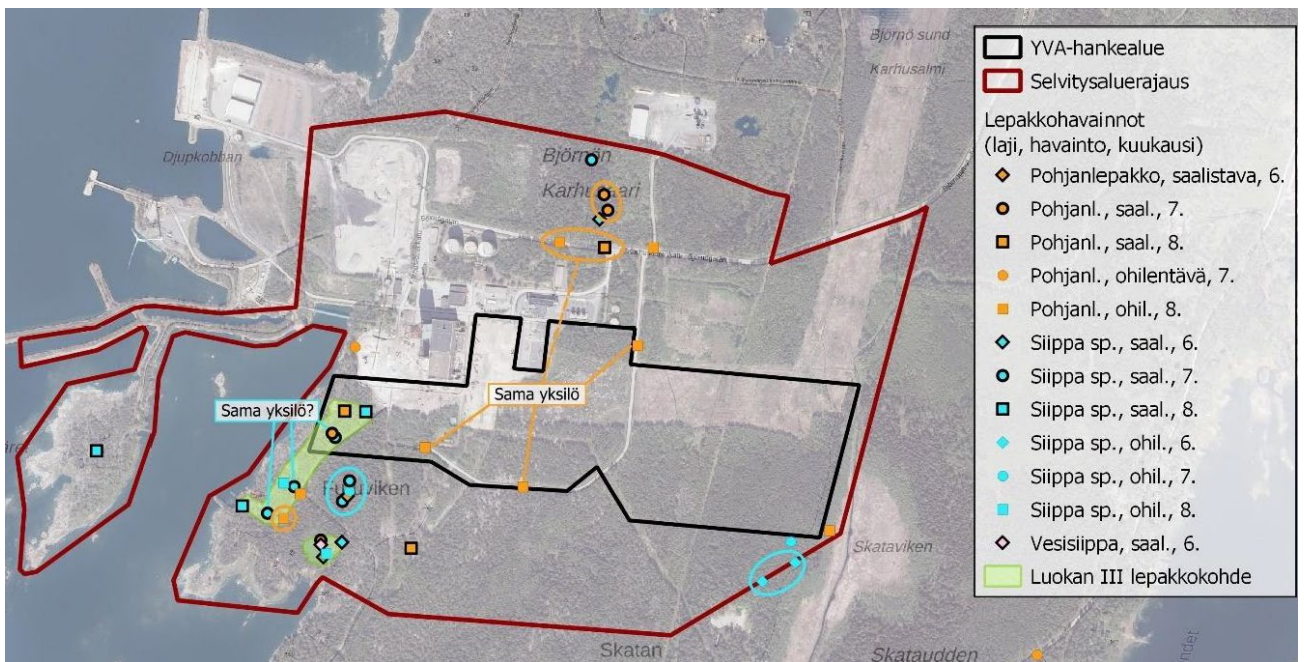 Björnö sund
Karhusalmi
Djupkobban
Björnön
Karhusaari
Sama yksilö
Sama yksilö?
Skataviken
Skatan
Skataudden
YVA-hankealue
Selvitysaluerajaus
Lepakkohavainnot
(laji, havainto, kuukausi)
Pohjanlepakko, saalistava, 6.
Pohjanl., saal., 7.
Pohjanl., saal., 8.
Pohjanl., ohilentävä, 7.
Pohjanl., ohil., 8.
Siippa sp., saal., 6.
Siippa sp., saal., 7.
Siippa sp., saal., 8.
Siippa sp., ohil., 6.
Siippa sp., ohil., 7.
Siippa sp., ohil., 8.
Vesisiippa, saal., 6.
Luokan III lepakkokohde